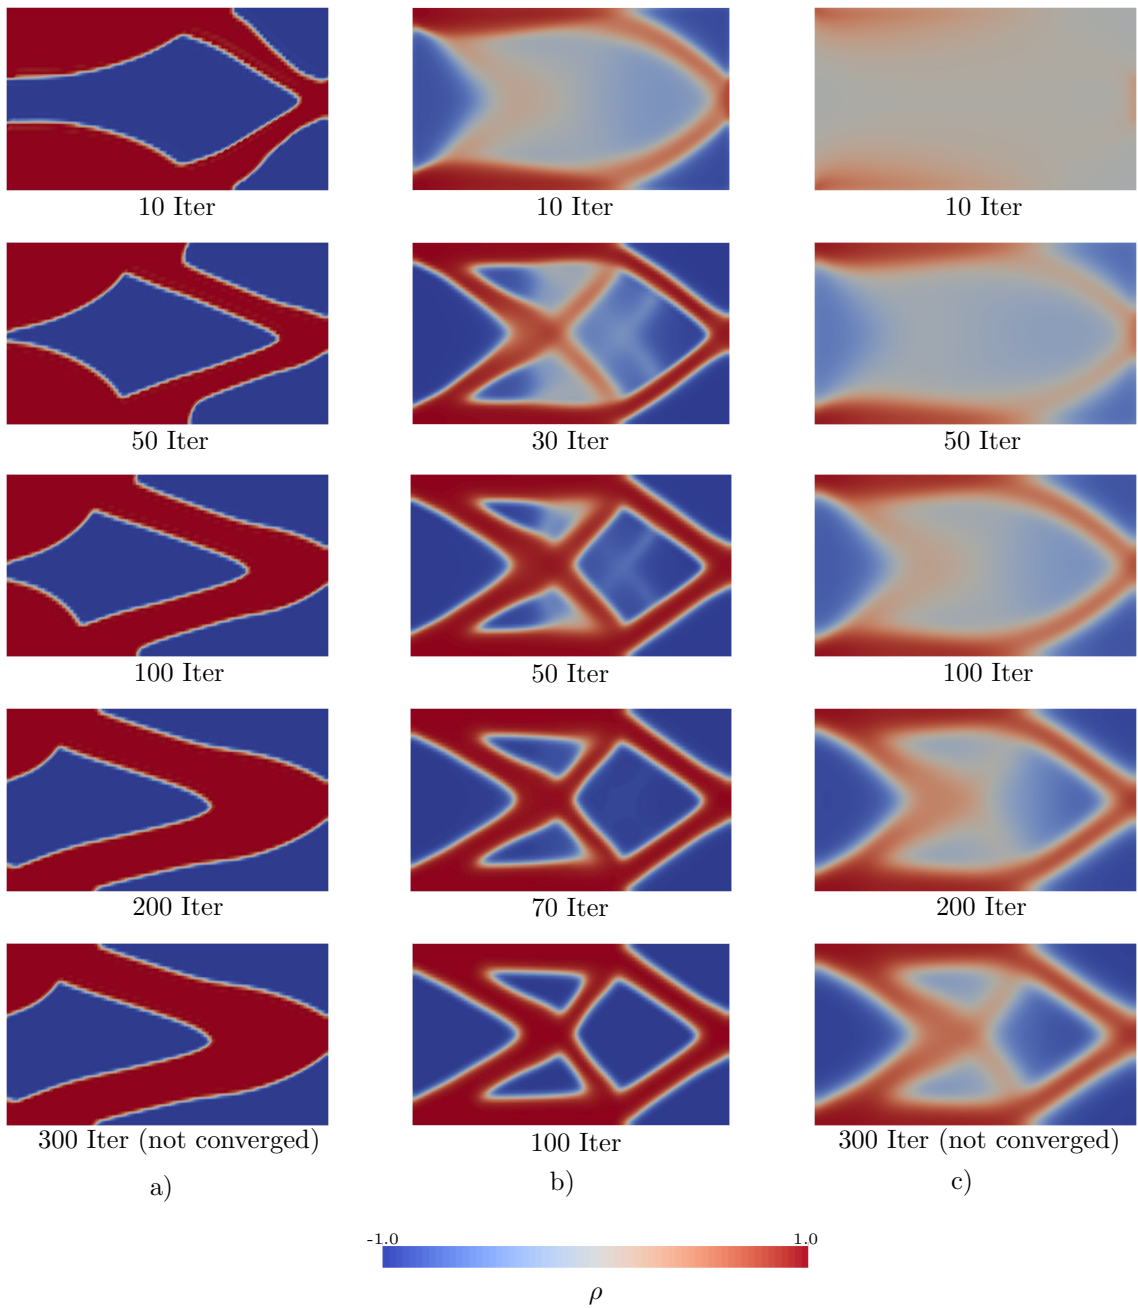 10 Iter 10 Iter 10 Iter
50 Iter 30 Iter 50 Iter
100 Iter 50 Iter 100 Iter
200 Iter 70 Iter 200 Iter
300 Iter (not converged) 100 Iter 300 Iter (not converged)
a) b) c)
-1.0 1.0
ρ